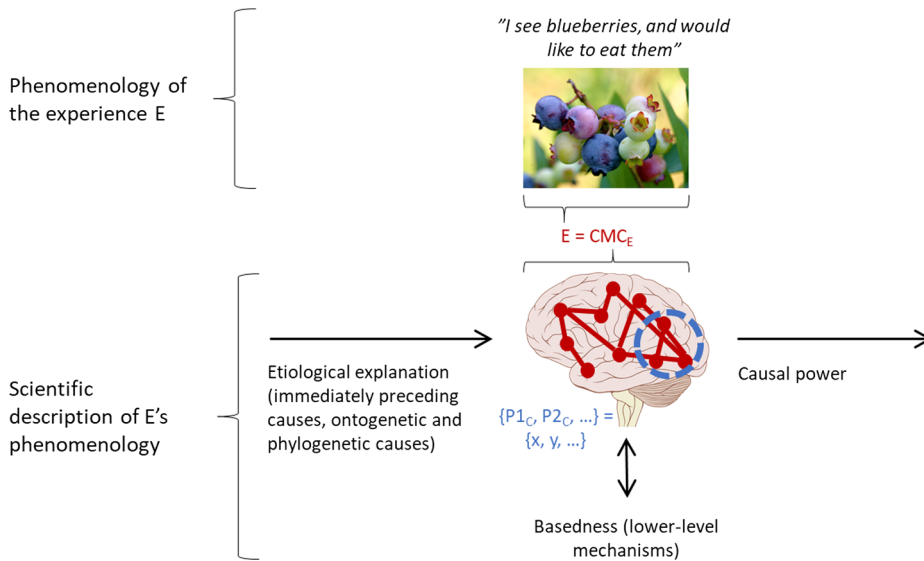 ”I see blueberries, and would
like to eat them”
Phenomenology of
the experience E
E = CMC_E
Etiological explanation
(immediately preceding
causes, ontogenetic and
phylogenetic causes)
Causal power
Scientific
description of E’s
phenomenology
{P1_C, P2_C, …} =
{x, y, …}
Basedness (lower-level
mechanisms)